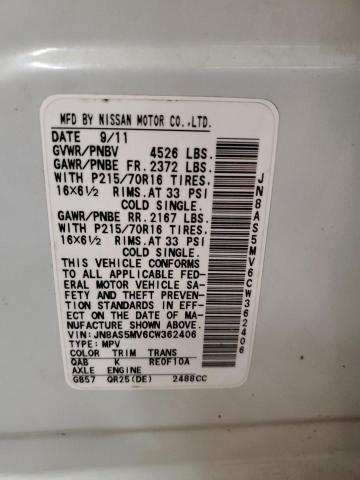 MFD BY NISSAN MOTOR CO.,LTD.
DATE 9/11
GVWR/PNBV 4526 LBS.
GAWR/PNBE FR. 2372 LBS.
WITH P215/70R16 TIRES,
16X6½ RIMS.AT 33 PSI
COLD SINGLE.
GAWR/PNBE RR. 2167 LBS.
WITH P215/70R16 TIRES,
16X6½ RIMS.AT 33 PSI
COLD SINGLE.
THIS VEHICLE CONFORMS
TO ALL APPLICABLE FED-
ERAL MOTOR VEHICLE SA-
FETY AND THEFT PREVENTION
STANDARDS IN EFF-
ECT ON THE DATE OF
MANUFACTURE SHOWN ABOVE.
VIN:JN8AS5MV6CW362406
TYPE: MPV
COLOR TRIM TRANS
QAB K RE0F10A
AXLE ENGINE
GB57 QR25(DE) 2488CC
JN8AS5MV6CW362406